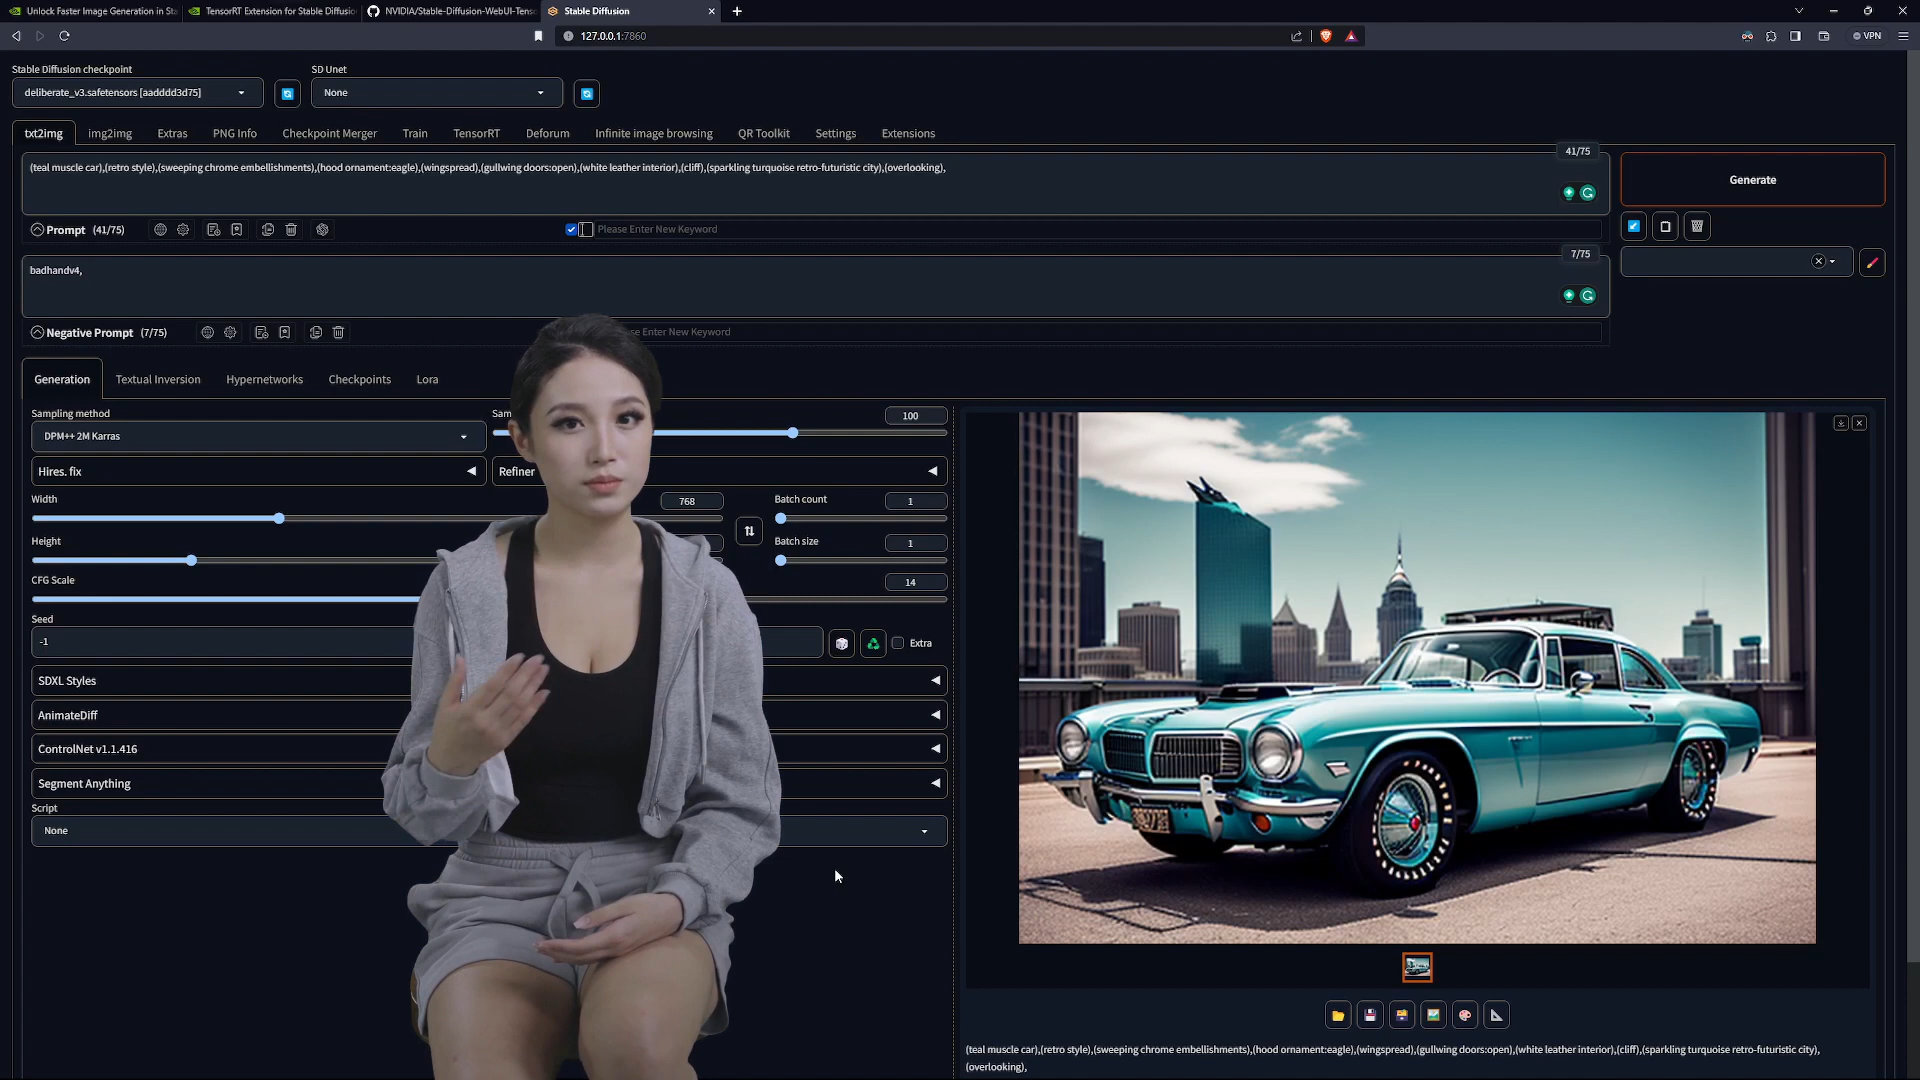 Unlock Faster Image Generation in Sta
TensorRT Extension for Stable Diffusio
NVIDIA/Stable-Diffusion-WebUI-Tens
Stable Diffusion
127.0.0.1:7860
VPN
Stable Diffusion checkpoint
SD Unet
deliberate_v3.safetensors [aadddd3d75]
None
txt2img
img2img
Extras
PNG Info
Checkpoint Merger
Train
TensorRT
Deforum
Infinite image browsing
QR Toolkit
Settings
Extensions
41/75
(teal muscle car),(retro style),(sweeping chrome embellishments),(hood ornament:eagle),(wingspread),(gullwing doors:open),(white leather interior),(cliff),(sparkling turquoise retro-futuristic city),(overlooking),
Generate
Prompt (41/75)
Please Enter New Keyword
7/75
badhandv4,
Negative Prompt (7/75)
se Enter New Keyword
Generation
Textual Inversion
Hypernetworks
Checkpoints
Lora
Sampling method
Sam
100
DPM++ 2M Karras
Hires. fix
Refiner
Width
768
Batch count
1
Height
Batch size
1
CFG Scale
14
Seed
-1
Extra
SDXL Styles
AnimateDiff
ControlNet v1.1.416
Segment Anything
Script
None
(teal muscle car),(retro style),(sweeping chrome embellishments),(hood ornament:eagle),(wingspread),(gullwing doors:open),(white leather interior),(cliff),(sparkling turquoise retro-futuristic city),
(overlooking),